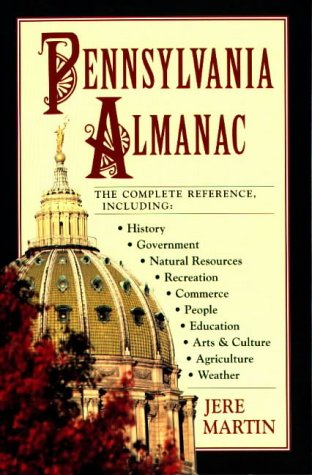 PENNSYLVANIA
ALMANAC
THE COMPLETE REFERENCE,
INCLUDING:
• History
• Government
• Natural Resources
• Recreation
• Commerce
• People
• Education
• Arts & Culture
• Agriculture
• Weather
JERE
MARTIN